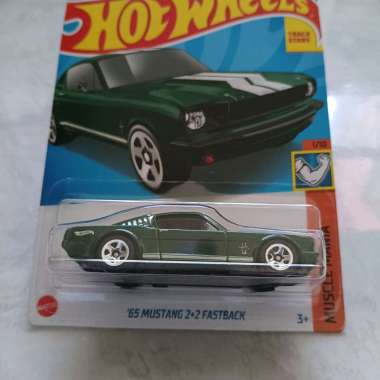 HOT WHEELS
TRACK
STARS
1/10
MUSCLE MANIA
'65 MUSTANG 2+2 FASTBACK
3+